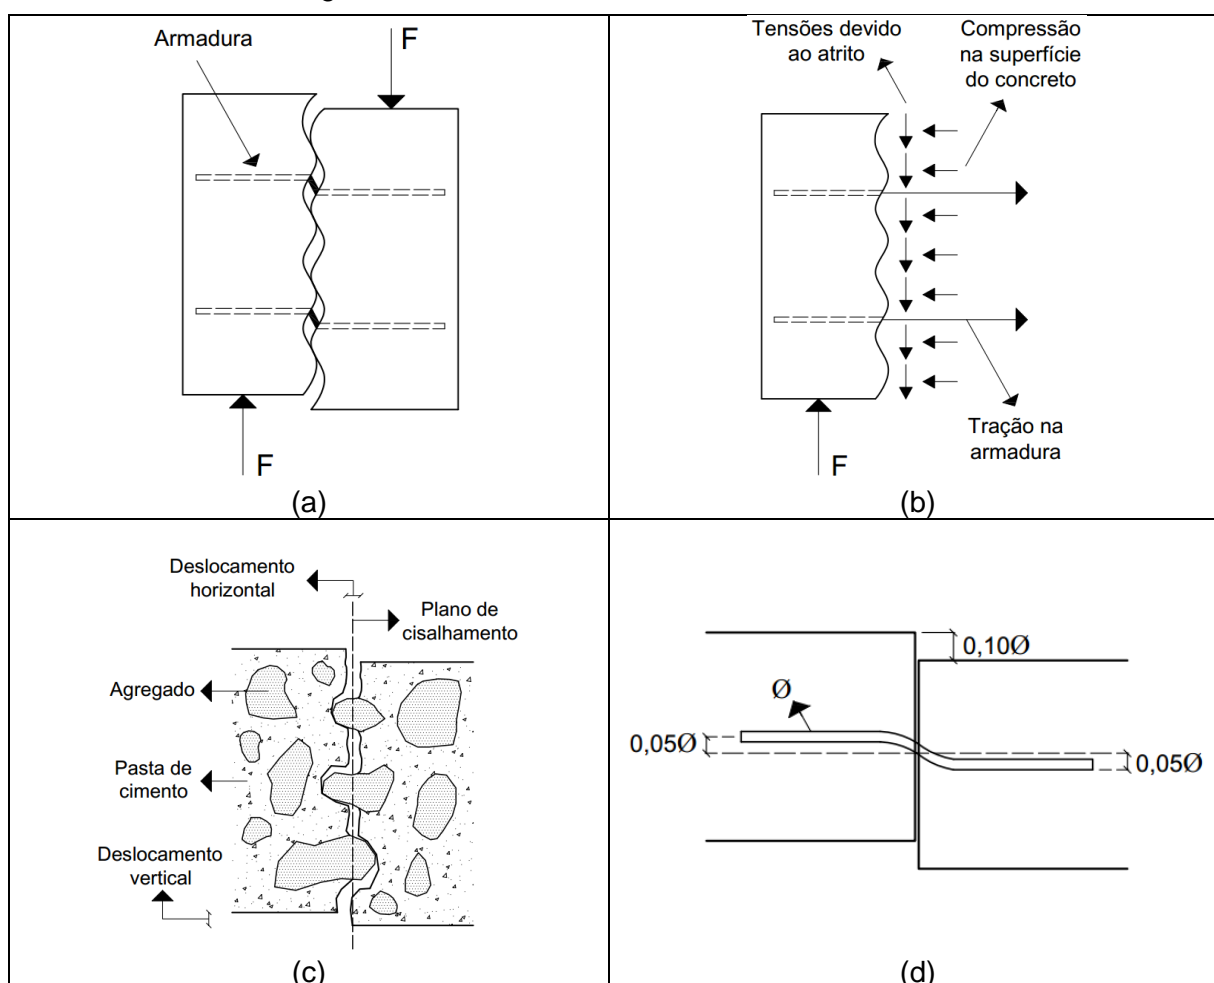 Armadura
F
F
(a)
Tensões devido
ao atrito
Compressão
na superfície
do concreto
Tração na
armadura
F
(b)
Deslocamento
horizontal
Plano de
cisalhamento
Agregado
Pasta de
cimento
Deslocamento
vertical
(c)
0,10Ø
Ø
0,05Ø
0,05Ø
(d)